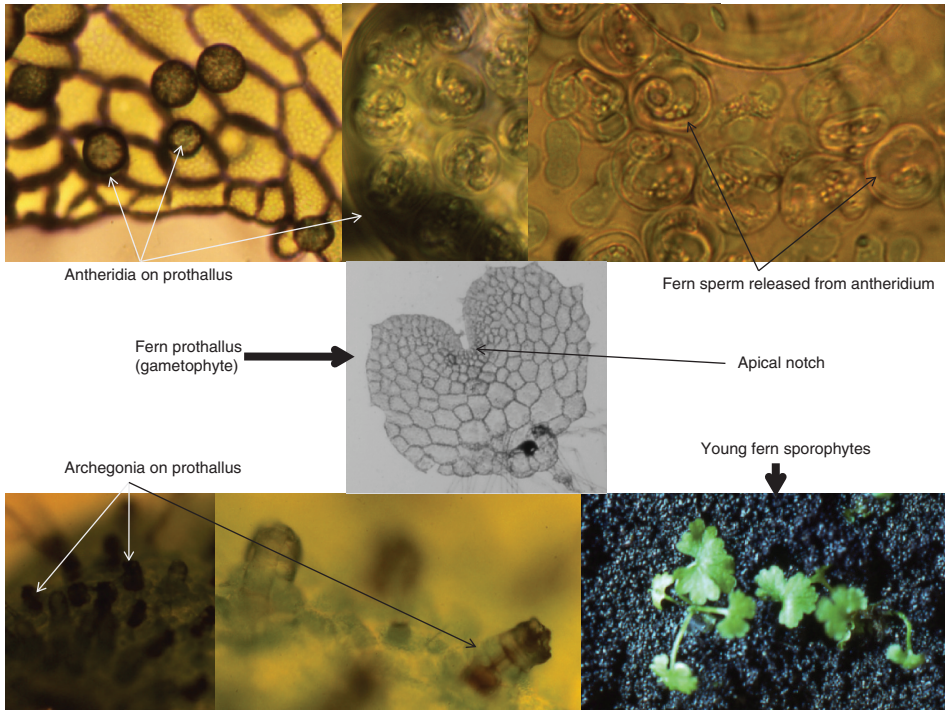 Antheridia on prothallus
Fern sperm released from antheridium
Fern prothallus
(gametophyte)
Apical notch
Archegonia on prothallus
Young fern sporophytes